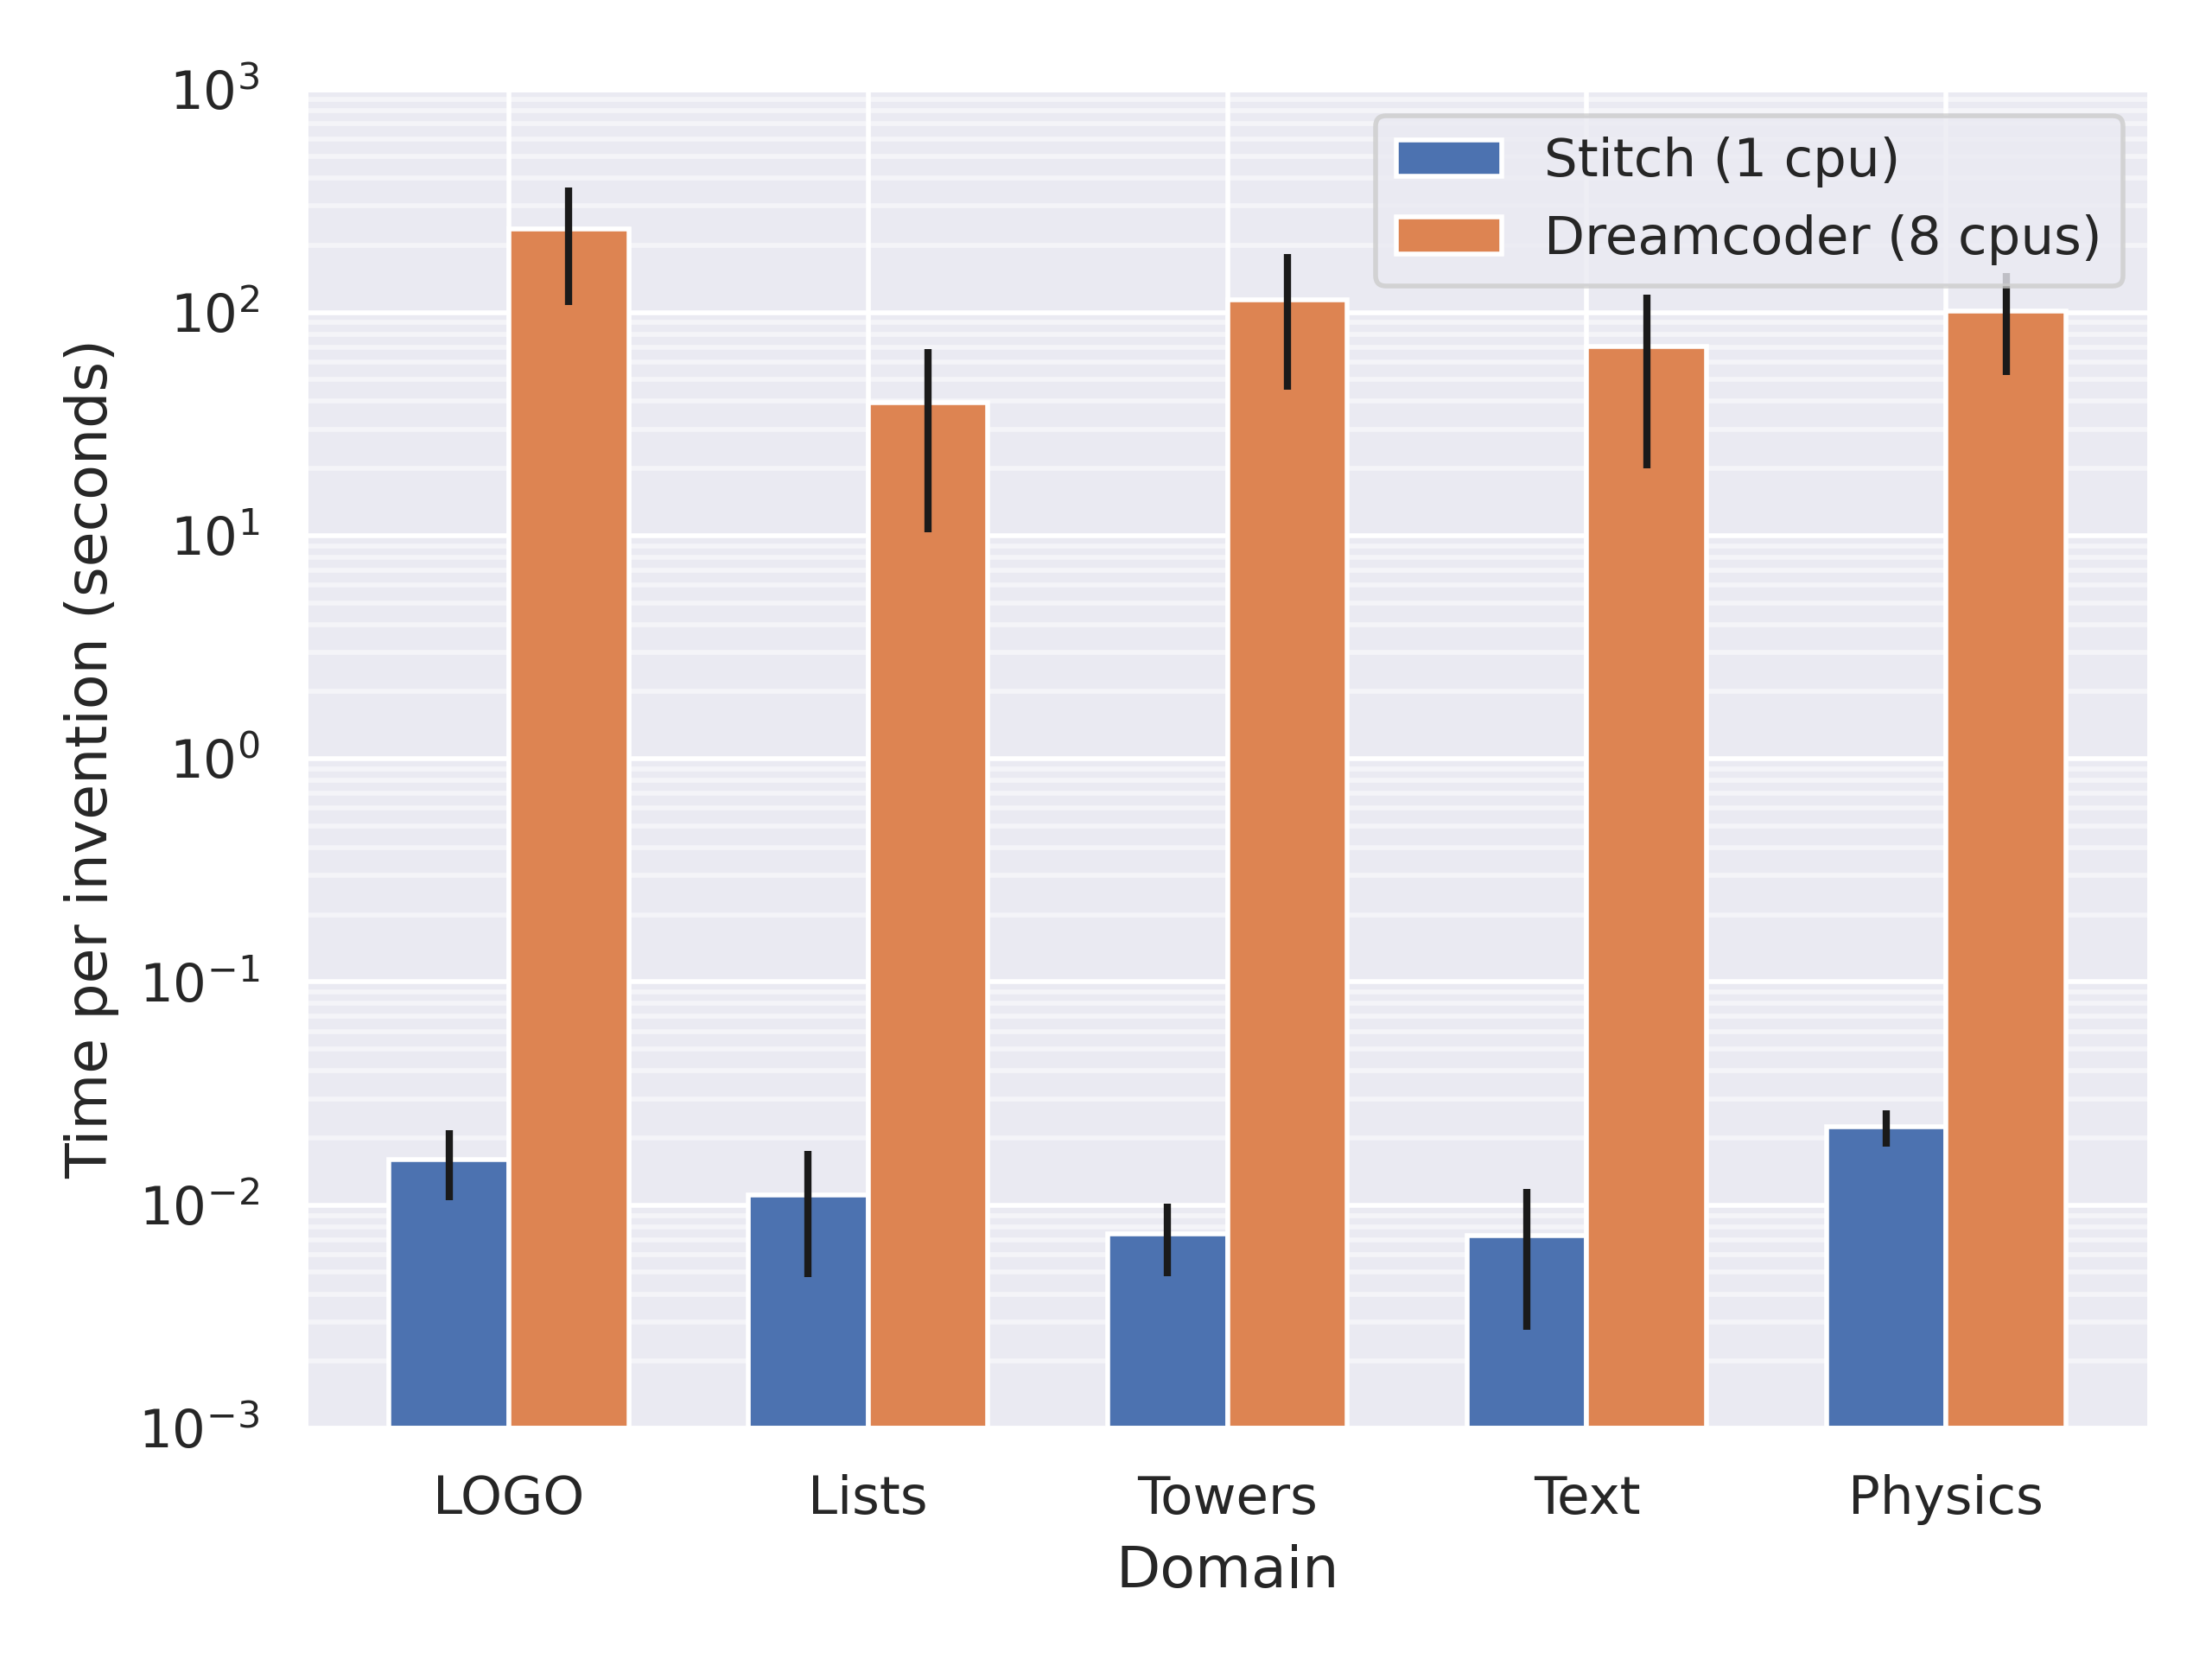 10³
Stitch (1 cpu)
Dreamcoder (8 cpus)
10²
10¹
10⁰
10⁻¹
10⁻²
10⁻³
Time per invention (seconds)
LOGO Lists Towers Text Physics
Domain